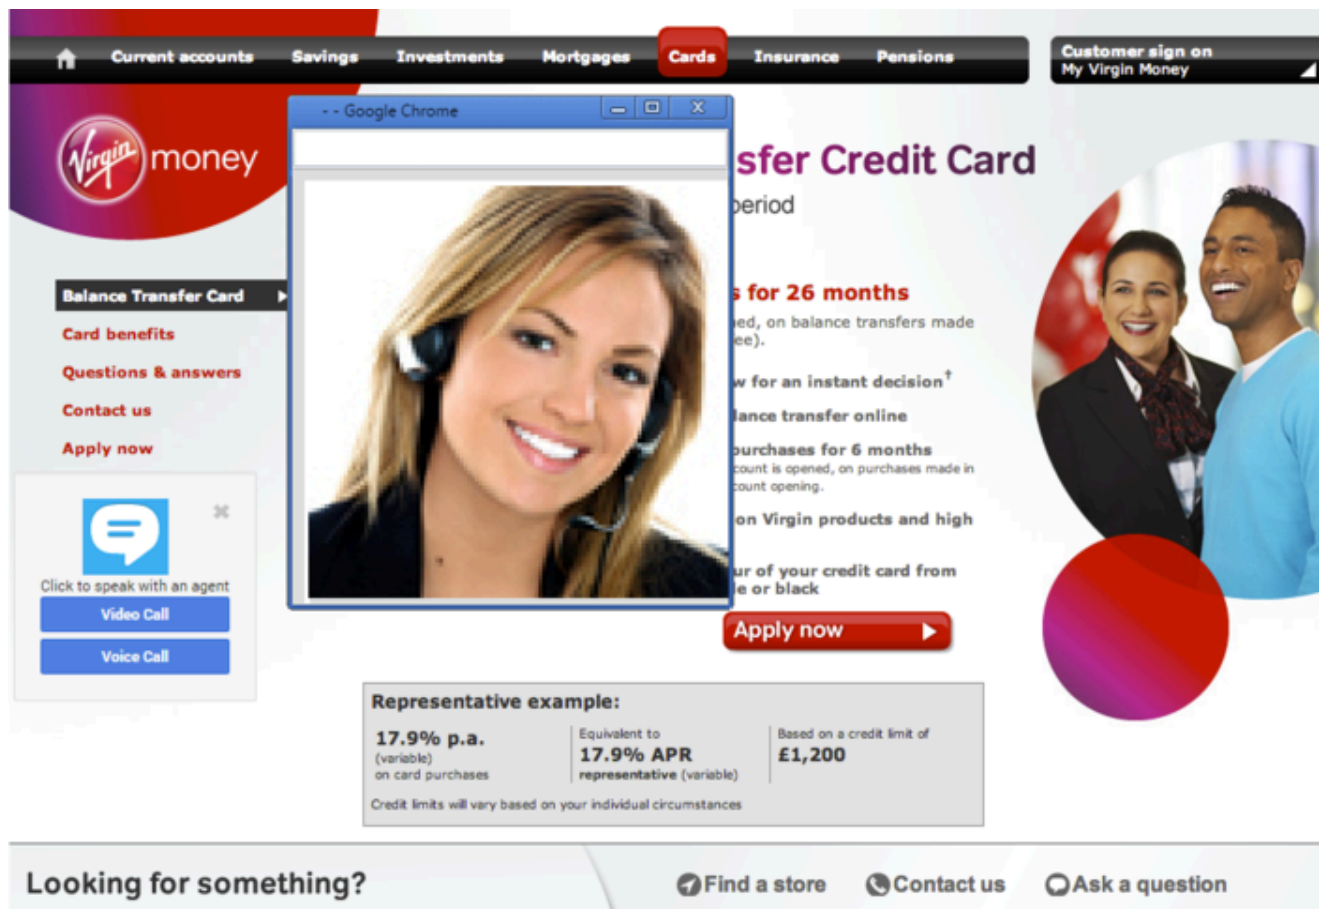 Current accounts
Savings
Investments
Mortgages
Cards
Insurance
Pensions
Customer sign on
My Virgin Money
- - Google Chrome
Virgin money
sfer Credit Card
period
Balance Transfer Card
Card benefits
Questions & answers
Contact us
Apply now
Click to speak with an agent
Video Call
Voice Call
s for 26 months
ed, on balance transfers made
ee).
w for an instant decision†
lance transfer online
purchases for 6 months
count is opened, on purchases made in
count opening.
on Virgin products and high
ur of your credit card from
le or black
Apply now
Representative example:
17.9% p.a.
(variable)
on card purchases
Equivalent to
17.9% APR
representative (variable)
Based on a credit limit of
£1,200
Credit limits will vary based on your individual circumstances
Looking for something?
Find a store
Contact us
Ask a question